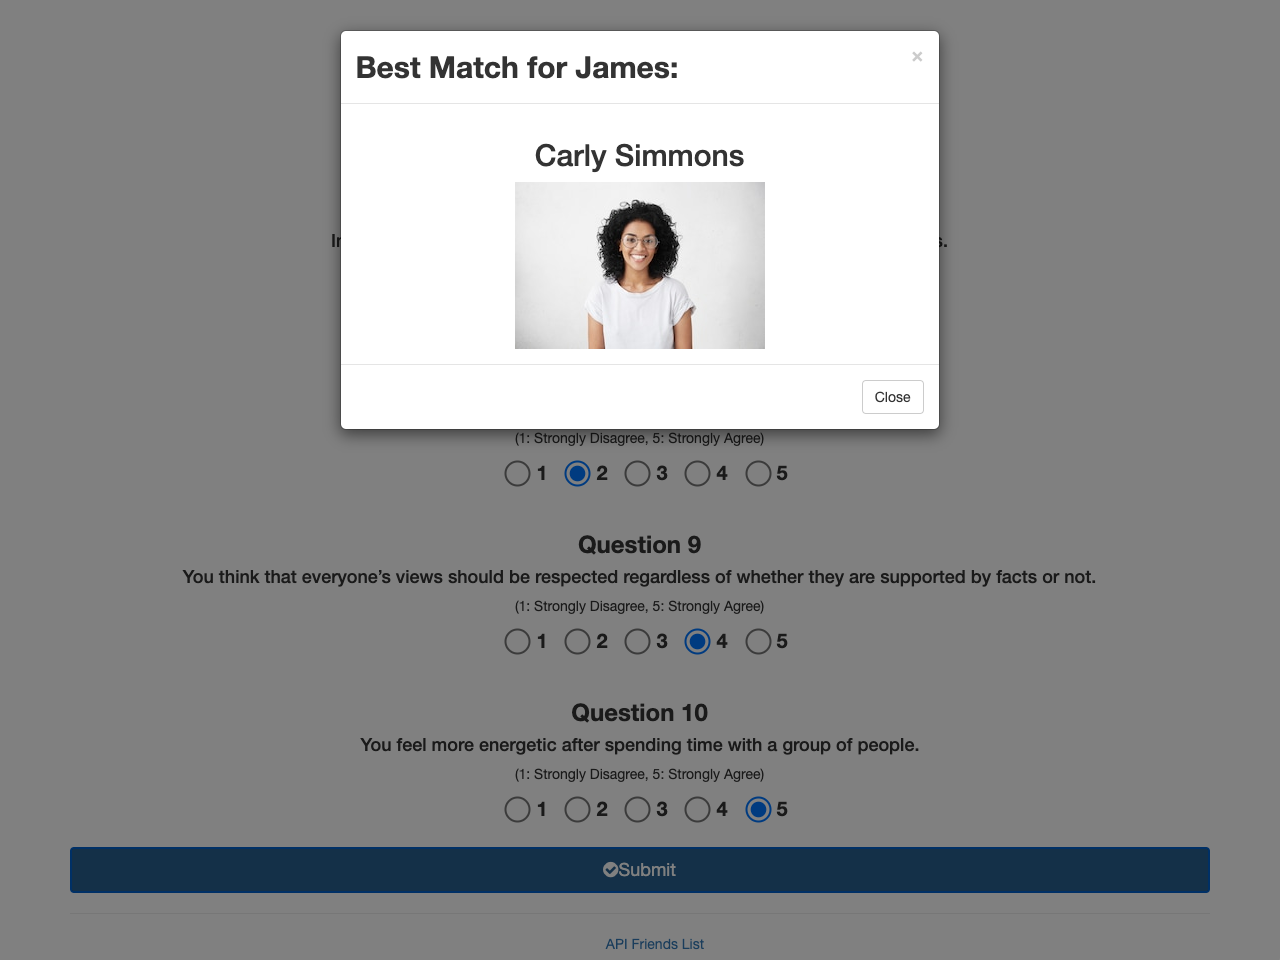 Best Match for James:
×
Carly Simmons
Close
(1: Strongly Disagree, 5: Strongly Agree)
1 2 3 4 5
Question 9
You think that everyone’s views should be respected regardless of whether they are supported by facts or not.
(1: Strongly Disagree, 5: Strongly Agree)
1 2 3 4 5
Question 10
You feel more energetic after spending time with a group of people.
(1: Strongly Disagree, 5: Strongly Agree)
1 2 3 4 5
Submit
API Friends List